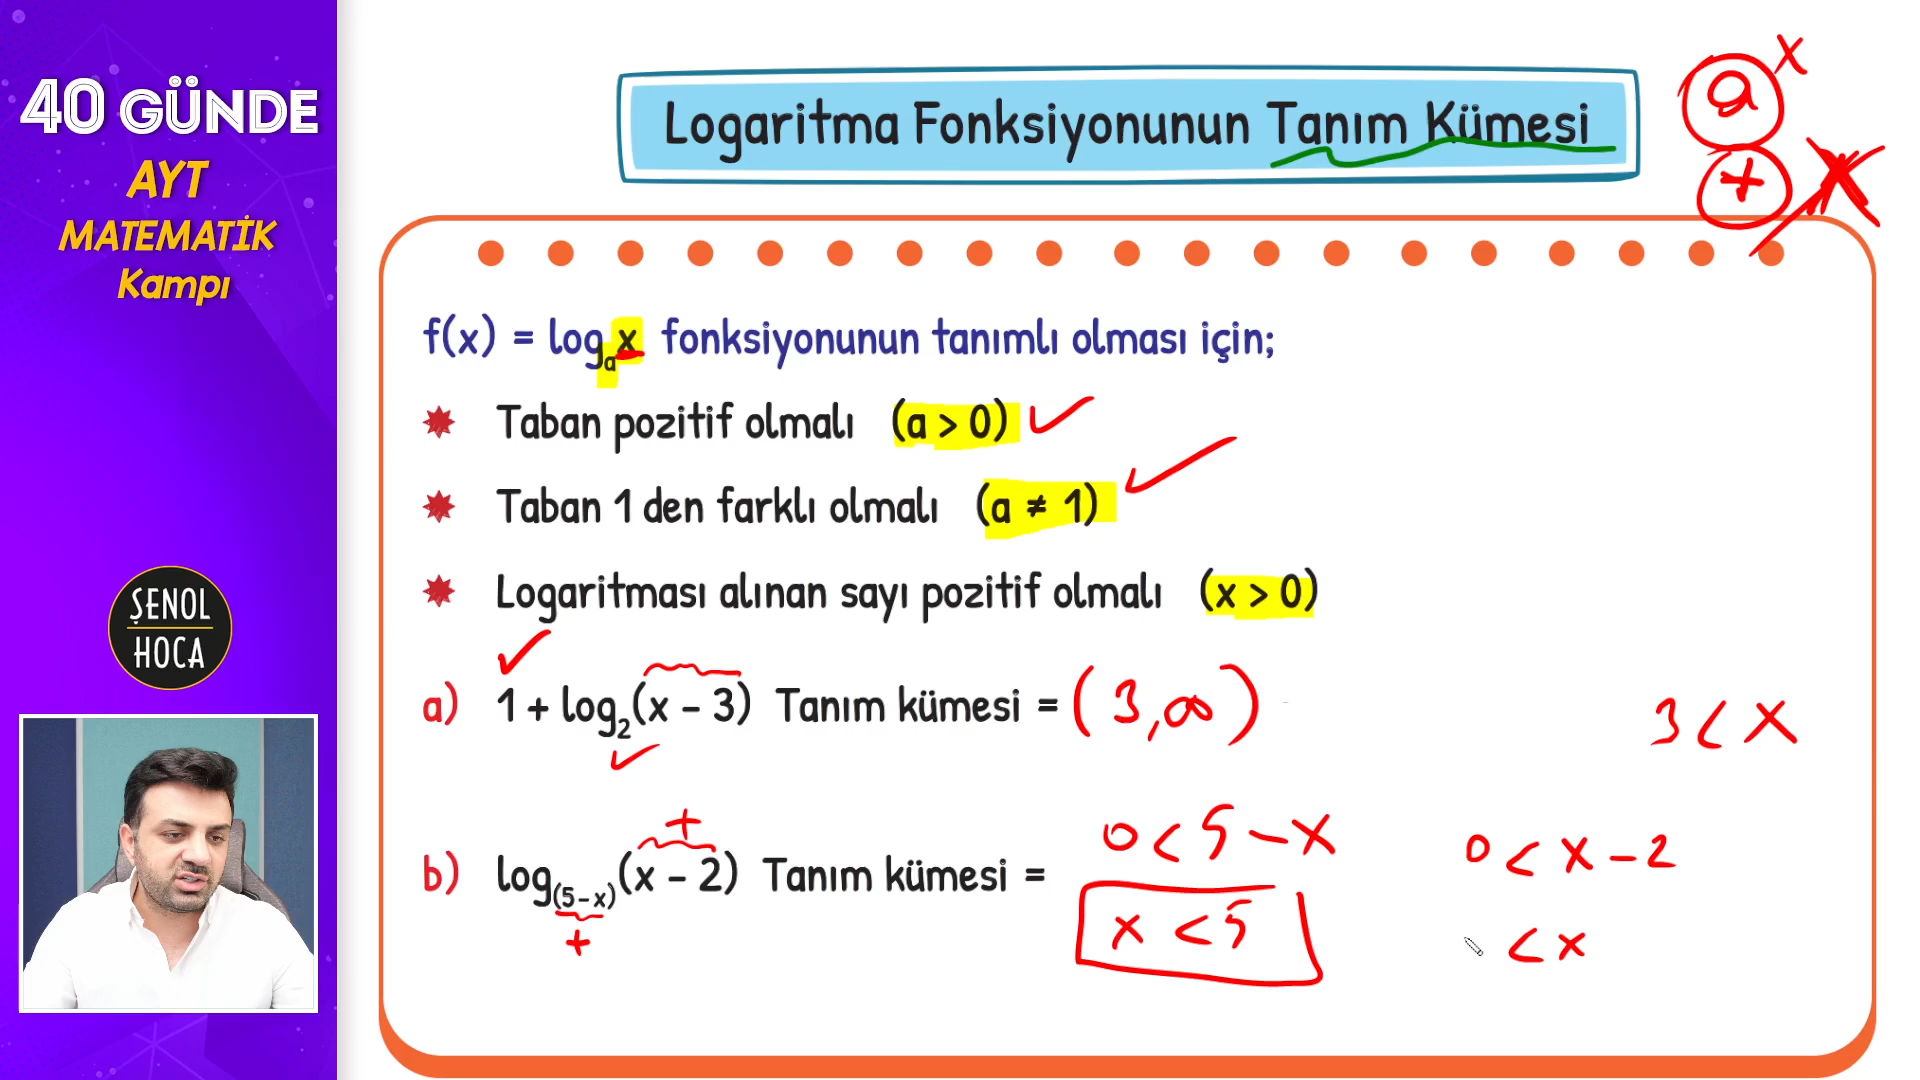 40 GÜNDE
AYT
MATEMATİK
Kampı
ŞENOL
HOCA
Logaritma Fonksiyonunun Tanım Kümesi
a^x
+
f(x) = logₐx fonksiyonunun tanımlı olması için;
Taban pozitif olmalı (a > 0)
Taban 1 den farklı olmalı (a ≠ 1)
Logaritması alınan sayı pozitif olmalı (x > 0)
a) 1 + log₂(x – 3) Tanım kümesi = (3, ∞)
3 < x
+
b) log₍₅₋ₓ₎(x – 2) Tanım kümesi =
+
0 < 5 – x
x < 5
0 < x – 2
< x